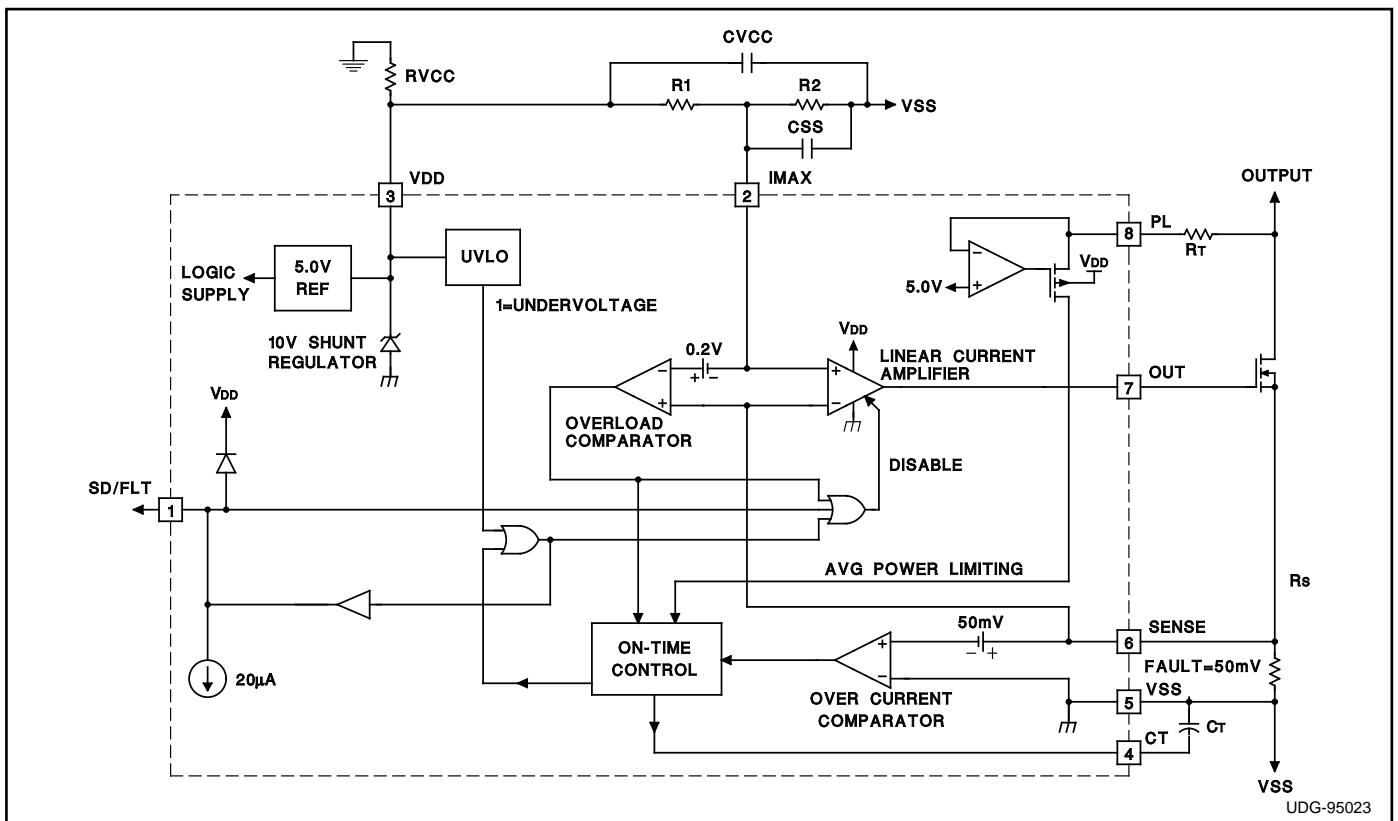 CVCC
RVCC
R1
R2
VSS
CSS
VDD
IMAX
3
2
OUTPUT
PL
8
RT
UVLO
5.0V
REF
LOGIC
SUPPLY
VDD
5.0V
-
+
1=UNDERVOLTAGE
10V SHUNT
REGULATOR
VDD
0.2V
+ -
LINEAR CURRENT
AMPLIFIER
-
+
+
-
OUT
7
VDD
OVERLOAD
COMPARATOR
DISABLE
SD/FLT
1
AVG POWER LIMITING
Rs
50mV
- +
SENSE
6
ON-TIME
CONTROL
+
-
FAULT=50mV
20µA
OVER CURRENT
COMPARATOR
VSS
5
CT
CT
4
VSS
UDG-95023